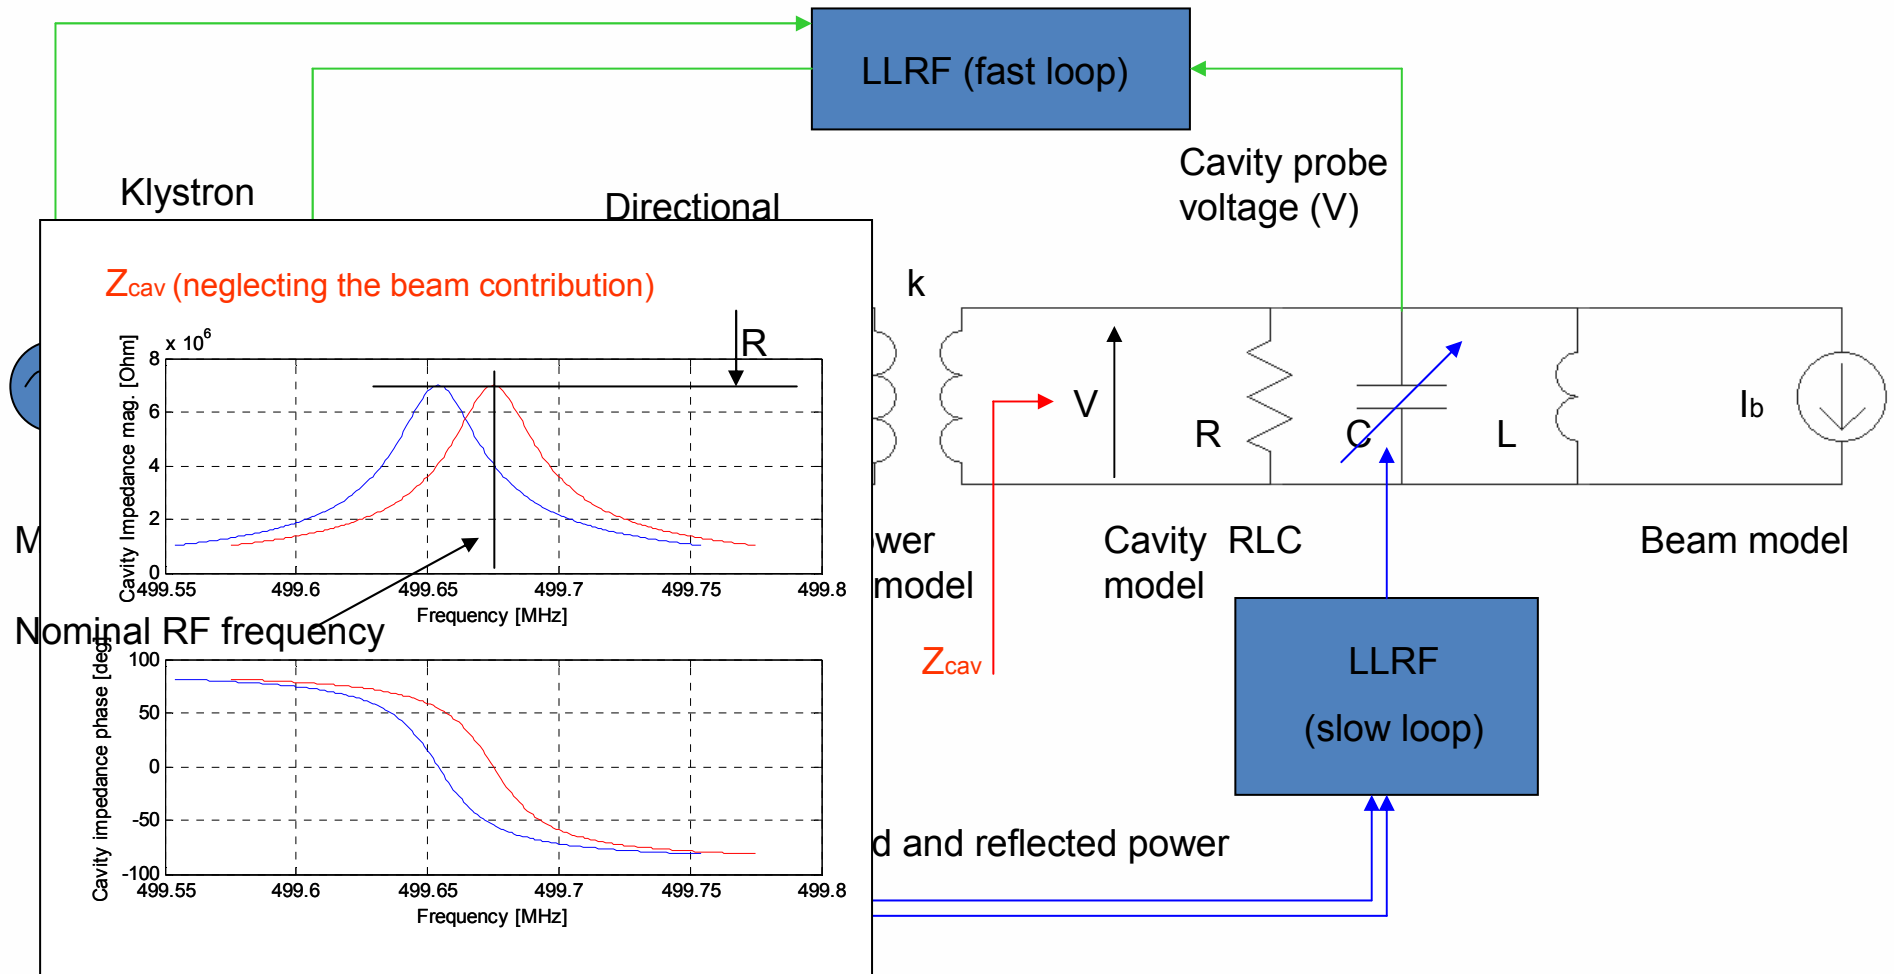 LLRF (fast loop)
Cavity probe
voltage (V)
Klystron
Directional
Zcav (neglecting the beam contribution)
k
x 10^6
R
Cavity Impedance mag. [Ohm]
8
6
4
2
0
499.55 499.6 499.65 499.7 499.75 499.8
Frequency [MHz]
V
R
C
L
Ib
M
wer
model
Cavity RLC
model
Beam model
Nominal RF frequency
Zcav
LLRF
(slow loop)
Cavity impedance phase [deg]
100
50
0
-50
-100
499.55 499.6 499.65 499.7 499.75 499.8
Frequency [MHz]
d and reflected power